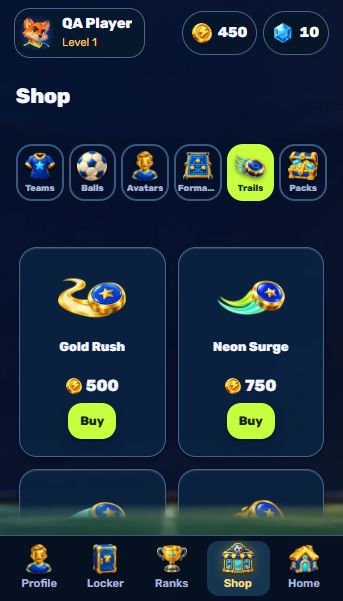 QA Player
Level 1
450
10
Shop
Teams
Balls
Avatars
Forma...
Trails
Packs
Gold Rush
Neon Surge
500
750
Buy
Buy
Profile
Locker
Ranks
Shop
Home